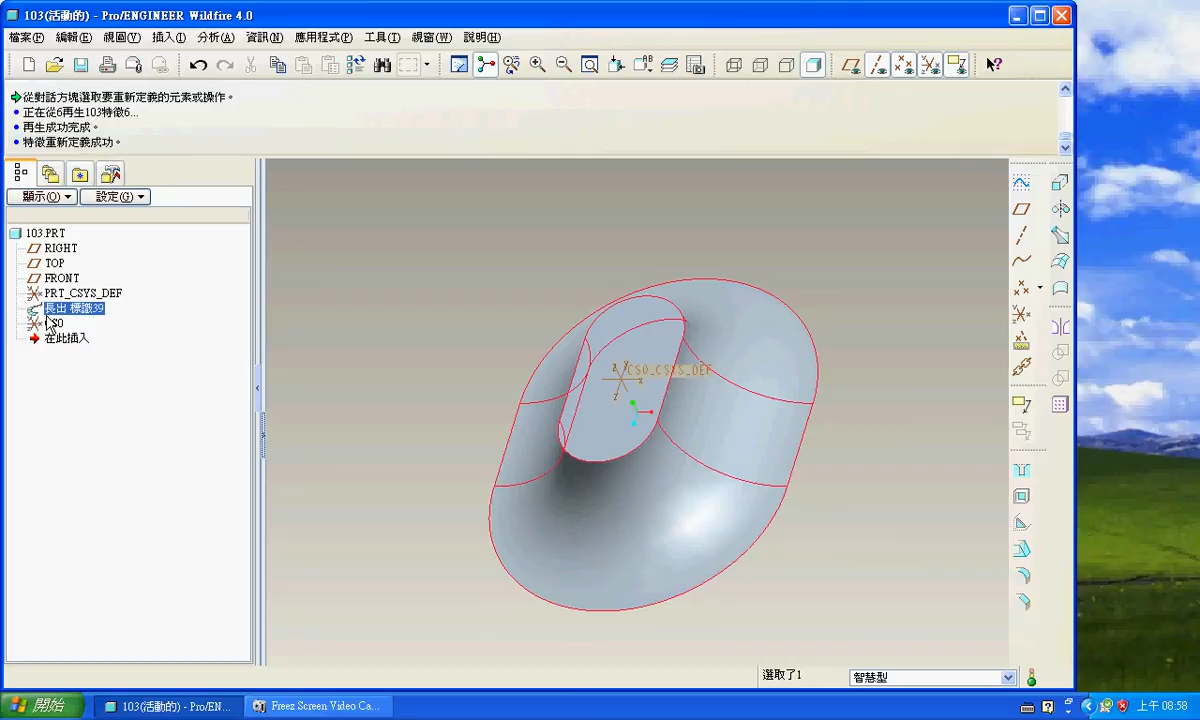 103(活動的) - Pro/ENGINEER Wildfire 4.0
檔案(F) 編輯(E) 視圖(V) 插入(I) 分析(A) 資訊(N) 應用程式(P) 工具(T) 視窗(W) 說明(H)
從對話方塊選取要重新定義的元素或操作。
正在從6再生103特徵6...
再生成功完成。
特徵重新定義成功。
顯示(O) 設定(G)
103.PRT
RIGHT
TOP
FRONT
PRT_CSYS_DEF
長出 標識39
CS0
在此插入
選取了1
智慧型
開始
103(活動的) - Pro/EN...
Freez Screen Video Ca...
上午 08:58